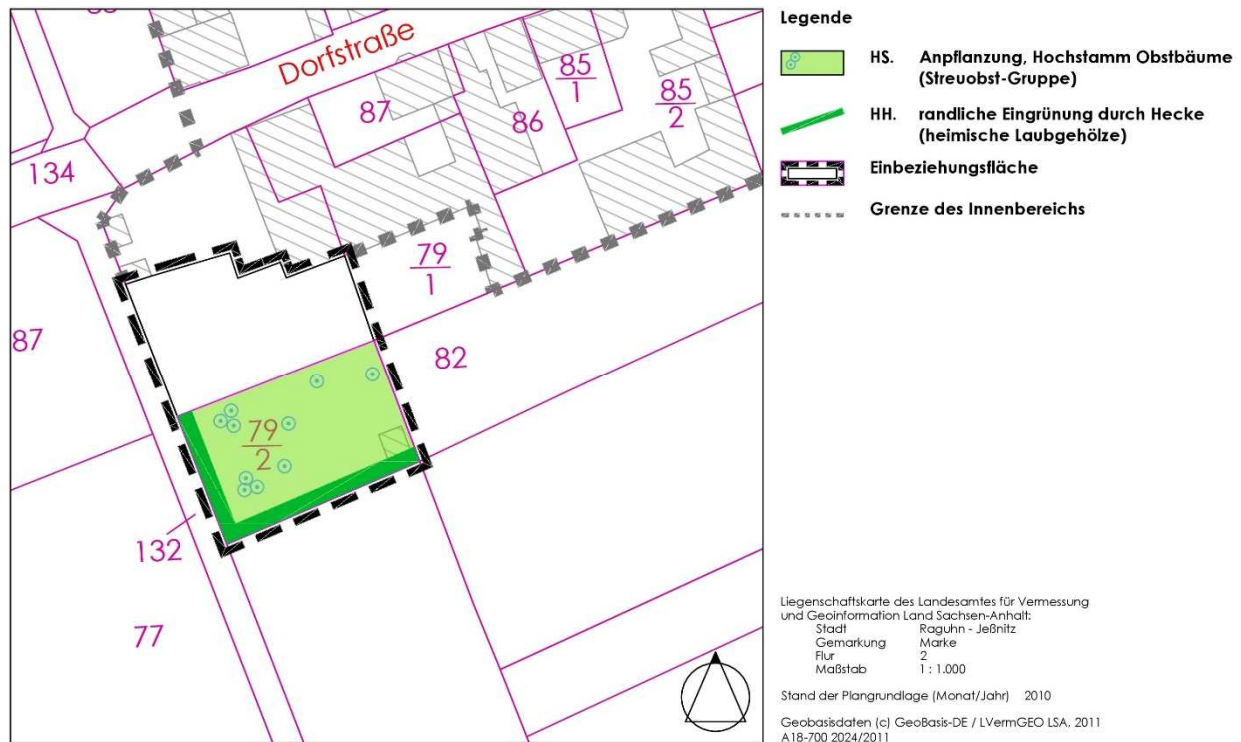 Dorfstraße
134
87
86
85
1
85
2
79
1
87
82
79
2
132
77
Legende
HS. Anpflanzung, Hochstamm Obstbäume
(Streuobst-Gruppe)
HH. randliche Eingrünung durch Hecke
(heimische Laubgehölze)
Einbeziehungsfläche
Grenze des Innenbereichs
Liegenschaftskarte des Landesamtes für Vermessung
und Geoinformation Land Sachsen-Anhalt:
Stadt Raguhn - Jeßnitz
Gemarkung Marke
Flur 2
Maßstab 1 : 1.000
Stand der Plangrundlage (Monat/Jahr) 2010
Geobasisdaten (c) GeoBasis-DE / LVermGEO LSA, 2011
A18-700 2024/2011